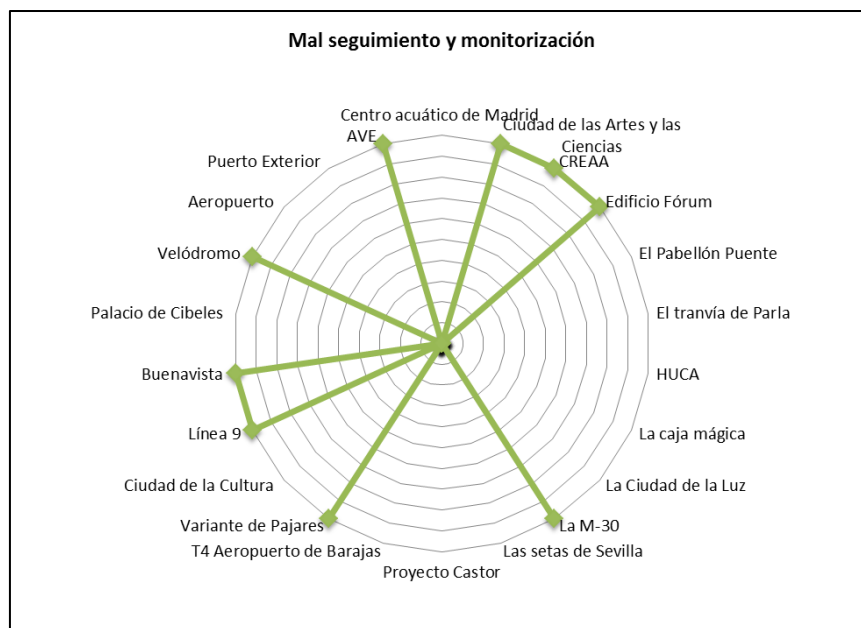 Mal seguimiento y monitorización
Centro acuático de Madrid
Ciudad de las Artes y las
Ciencias
CREAA
Edificio Fórum
El Pabellón Puente
El tranvía de Parla
HUCA
La caja mágica
La Ciudad de la Luz
La M-30
Las setas de Sevilla
Proyecto Castor
T4 Aeropuerto de Barajas
Variante de Pajares
Ciudad de la Cultura
Línea 9
Buenavista
Palacio de Cibeles
Velódromo
Aeropuerto
Puerto Exterior
AVE